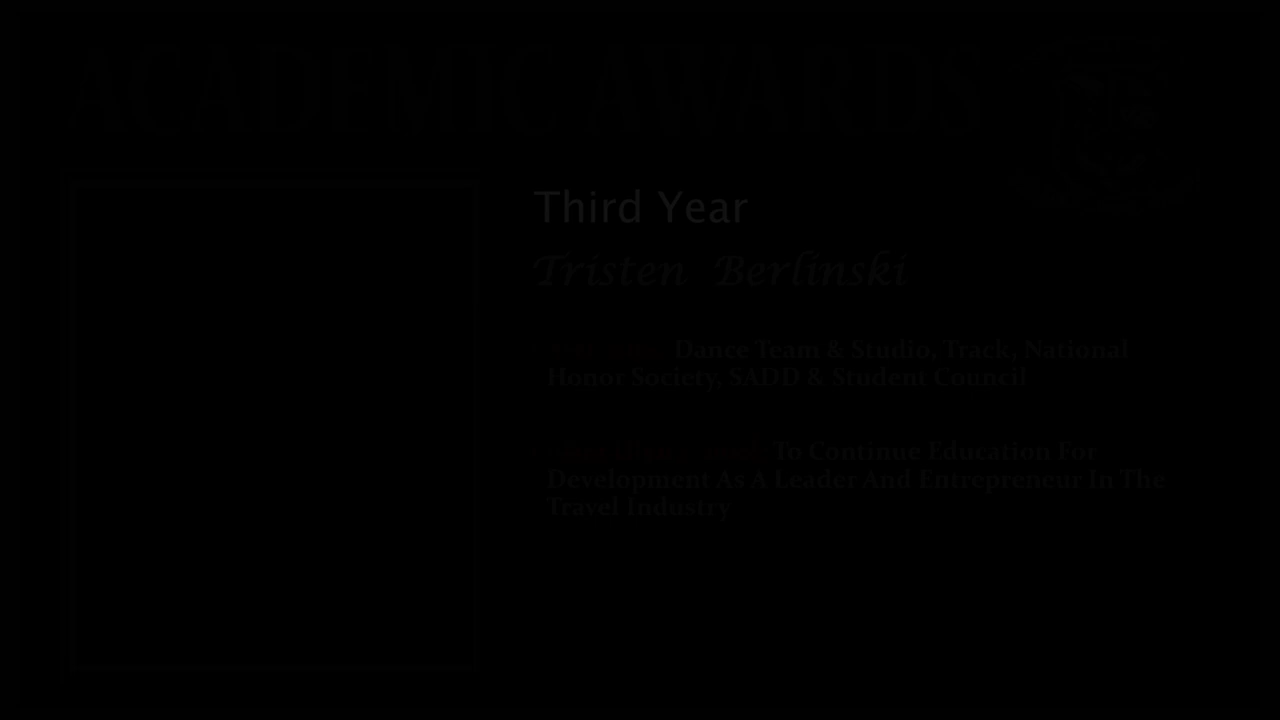 ACADEMIC AWARDS
Third Year
Tristen Berlinski
Dance Team & Studio, Track, National
Honor Society, SADD & Student Council
To Continue Education For
Development As A Leader And Entrepreneur In The
Travel Industry